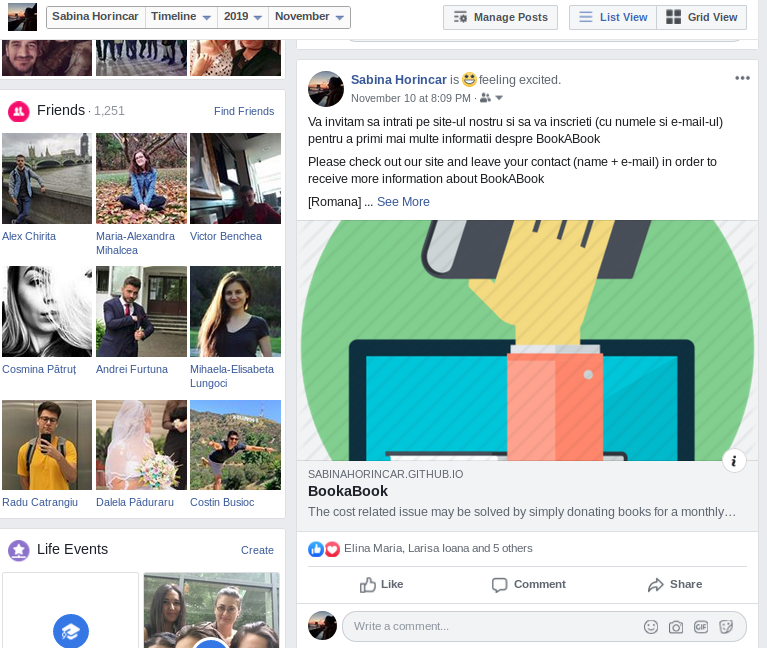 Sabina Horincar Timeline 2019 November Manage Posts List View Grid View
Friends · 1,251 Find Friends
Alex Chirita
Maria-Alexandra
Mihalcea
Victor Benchea
Cosmina Pătruț
Andrei Furtuna
Mihaela-Elisabeta
Lungoci
Radu Catrangiu
Dalela Păduraru
Costin Busioc
Life Events Create
Sabina Horincar is feeling excited.
November 10 at 8:09 PM ·
Va invitam sa intrati pe site-ul nostru si sa va inscrieti (cu numele si e-mail-ul)
pentru a primi mai multe informatii despre BookABook
Please check out our site and leave your contact (name + e-mail) in order to
receive more information about BookABook
[Romana] ... See More
i
SABINAHORINCAR.GITHUB.IO
BookaBook
The cost related issue may be solved by simply donating books for a monthly…
Elina Maria, Larisa Ioana and 5 others
Like Comment Share
Write a comment... GIF